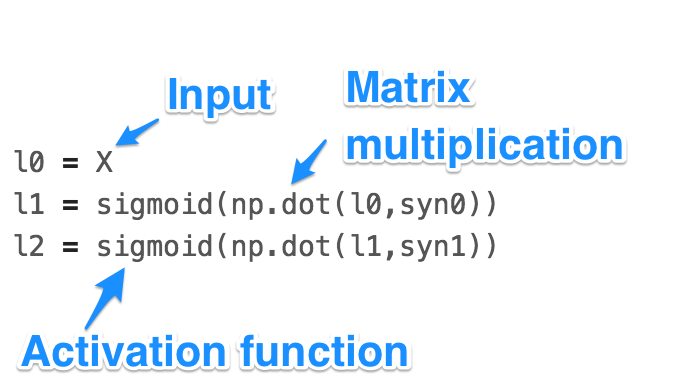 Input
Matrix
multiplication
l0 = X
l1 = sigmoid(np.dot(l0,syn0))
l2 = sigmoid(np.dot(l1,syn1))
Activation function